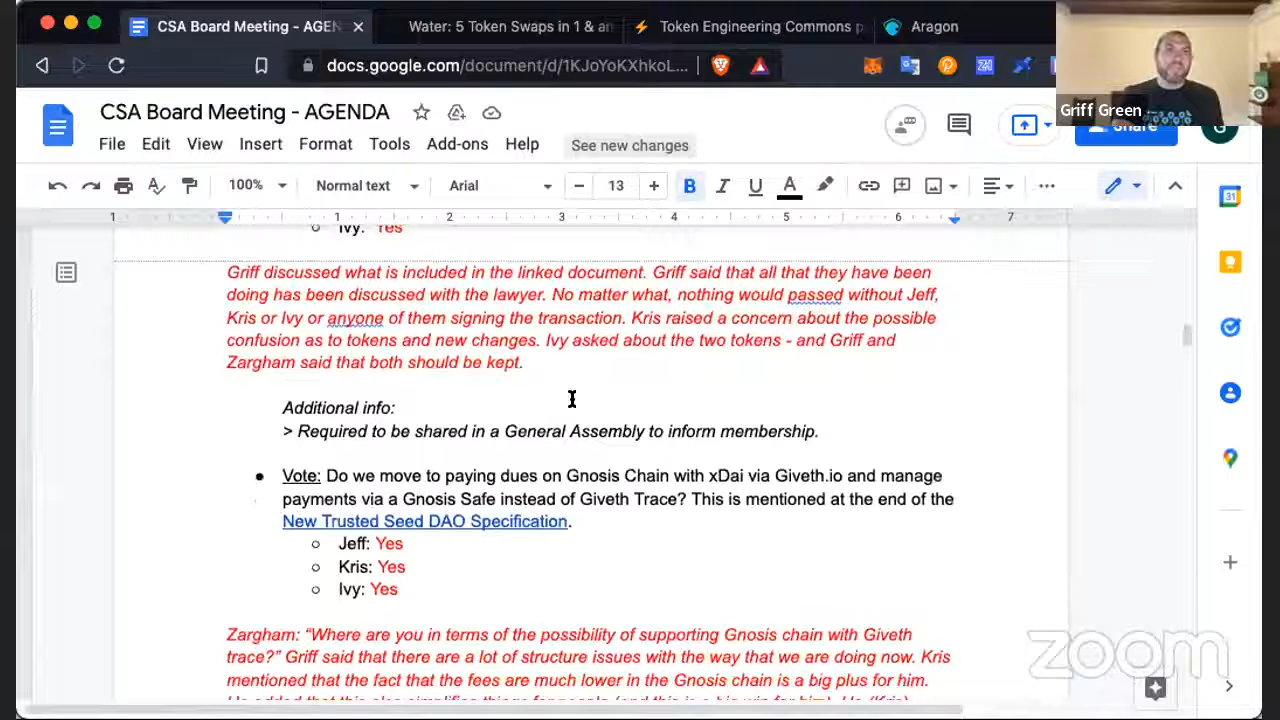 CSA Board Meeting - AGEN
Water: 5 Token Swaps in 1 & an
Token Engineering Commons p
Aragon
docs.google.com/document/d/1KJoYoKXhkoL...
Griff Green
CSA Board Meeting - AGENDA
Share
G
File Edit View Insert Format Tools Add-ons Help See new changes
100% Normal text Arial 13 B I U A
31
1 1 2 3 4 5 6 7
Ivy: Yes
Griff discussed what is included in the linked document. Griff said that all that they have been
doing has been discussed with the lawyer. No matter what, nothing would passed without Jeff,
Kris or Ivy or anyone of them signing the transaction. Kris raised a concern about the possible
confusion as to tokens and new changes. Ivy asked about the two tokens - and Griff and
Zargham said that both should be kept.
Additional info:
> Required to be shared in a General Assembly to inform membership.
● Vote: Do we move to paying dues on Gnosis Chain with xDai via Giveth.io and manage
payments via a Gnosis Safe instead of Giveth Trace? This is mentioned at the end of the
New Trusted Seed DAO Specification.
○ Jeff: Yes
○ Kris: Yes
○ Ivy: Yes
Zargham: “Where are you in terms of the possibility of supporting Gnosis chain with Giveth
trace?” Griff said that there are a lot of structure issues with the way that we are doing now. Kris
mentioned that the fact that the fees are much lower in the Gnosis chain is a big plus for him.
zoom